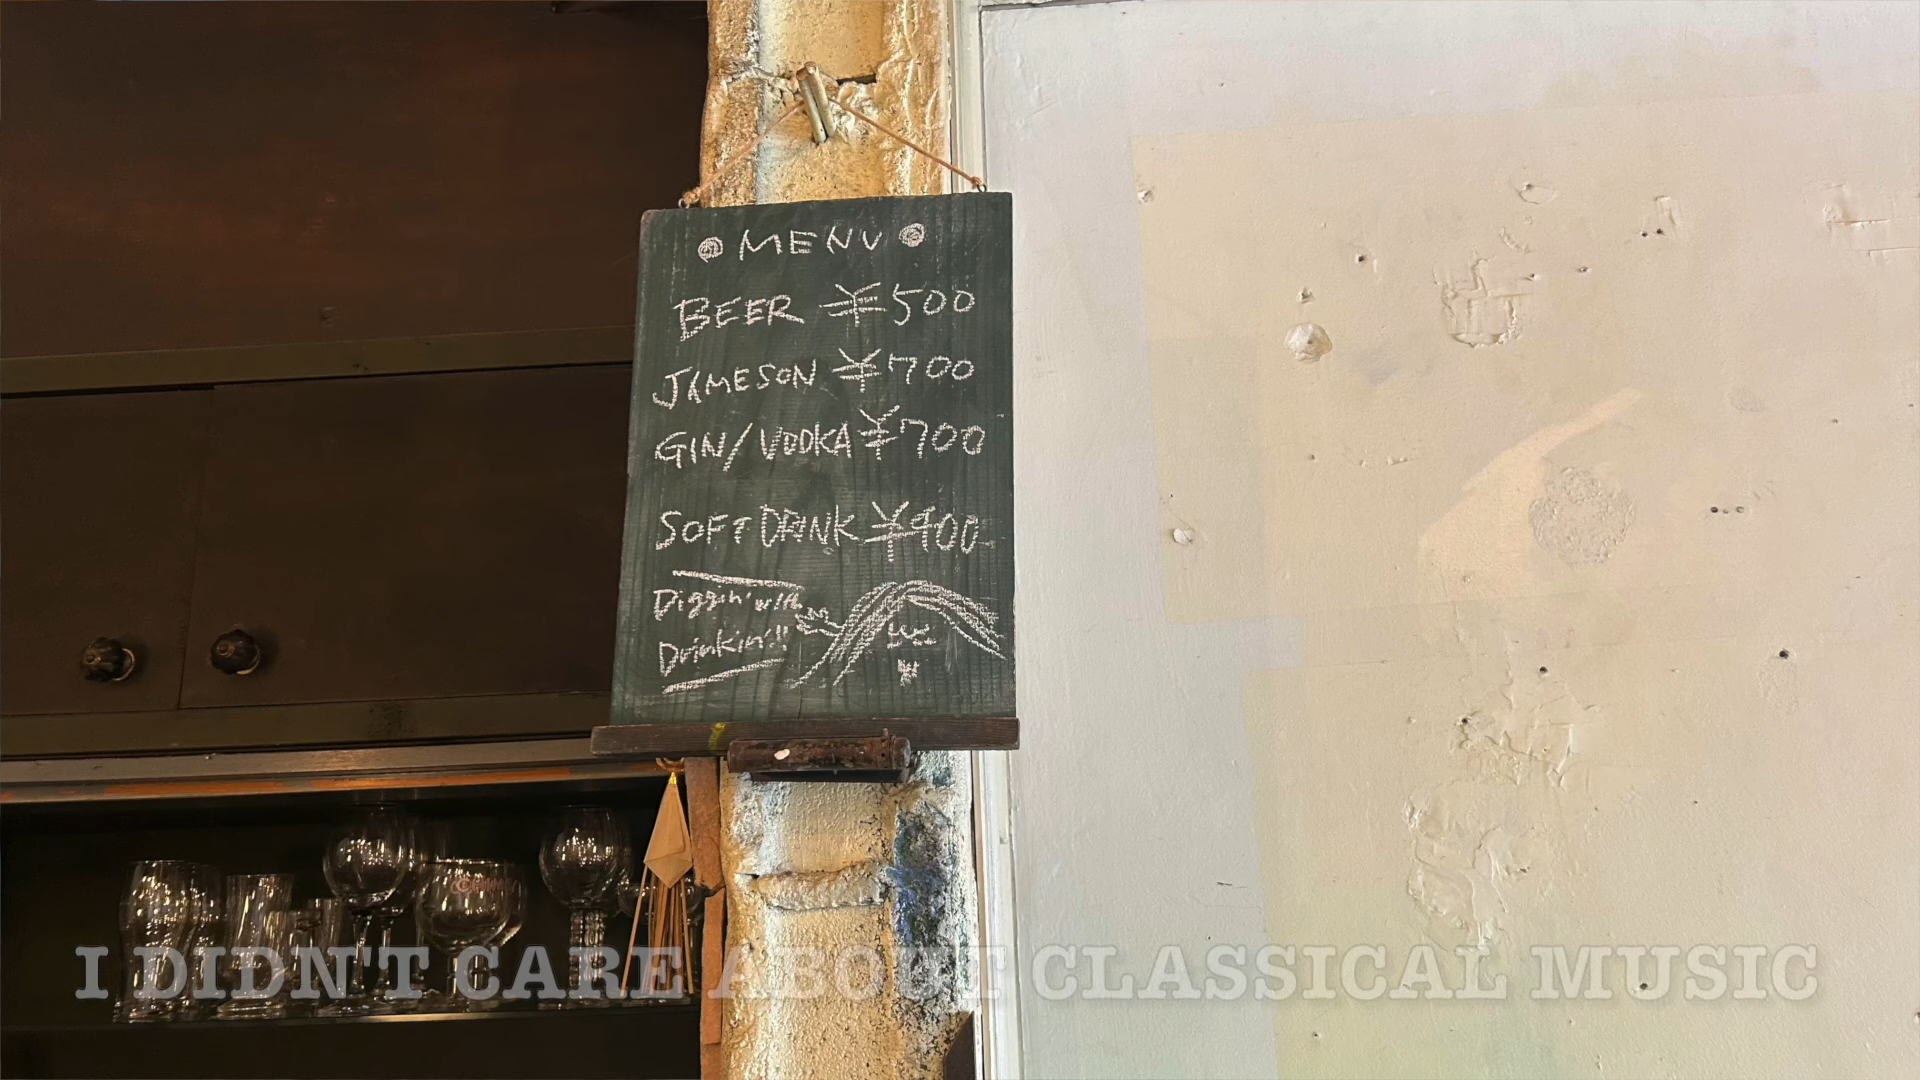 ● MENU ●
BEER ¥500
JAMESON ¥700
GIN/VODKA ¥700
SOFT DRINK ¥400
Diggin' with
Drinkin'!!
I DIDN'T CARE ABOUT CLASSICAL MUSIC